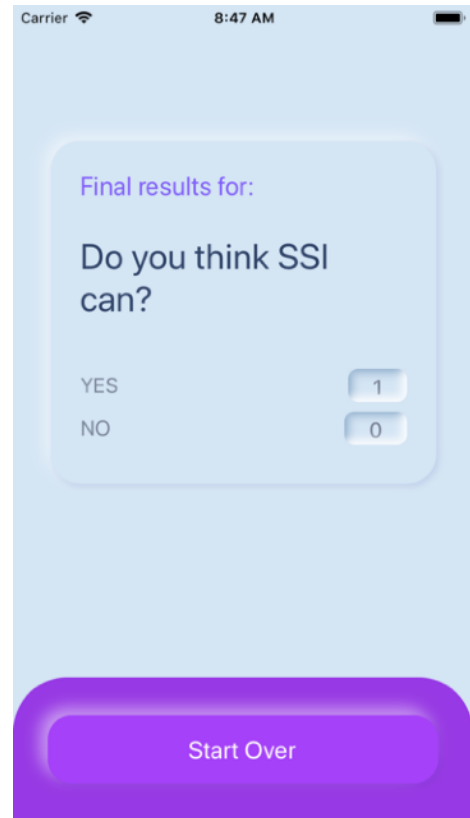 Carrier 8:47 AM
Final results for:
Do you think SSI
can?
YES 1
NO 0
Start Over